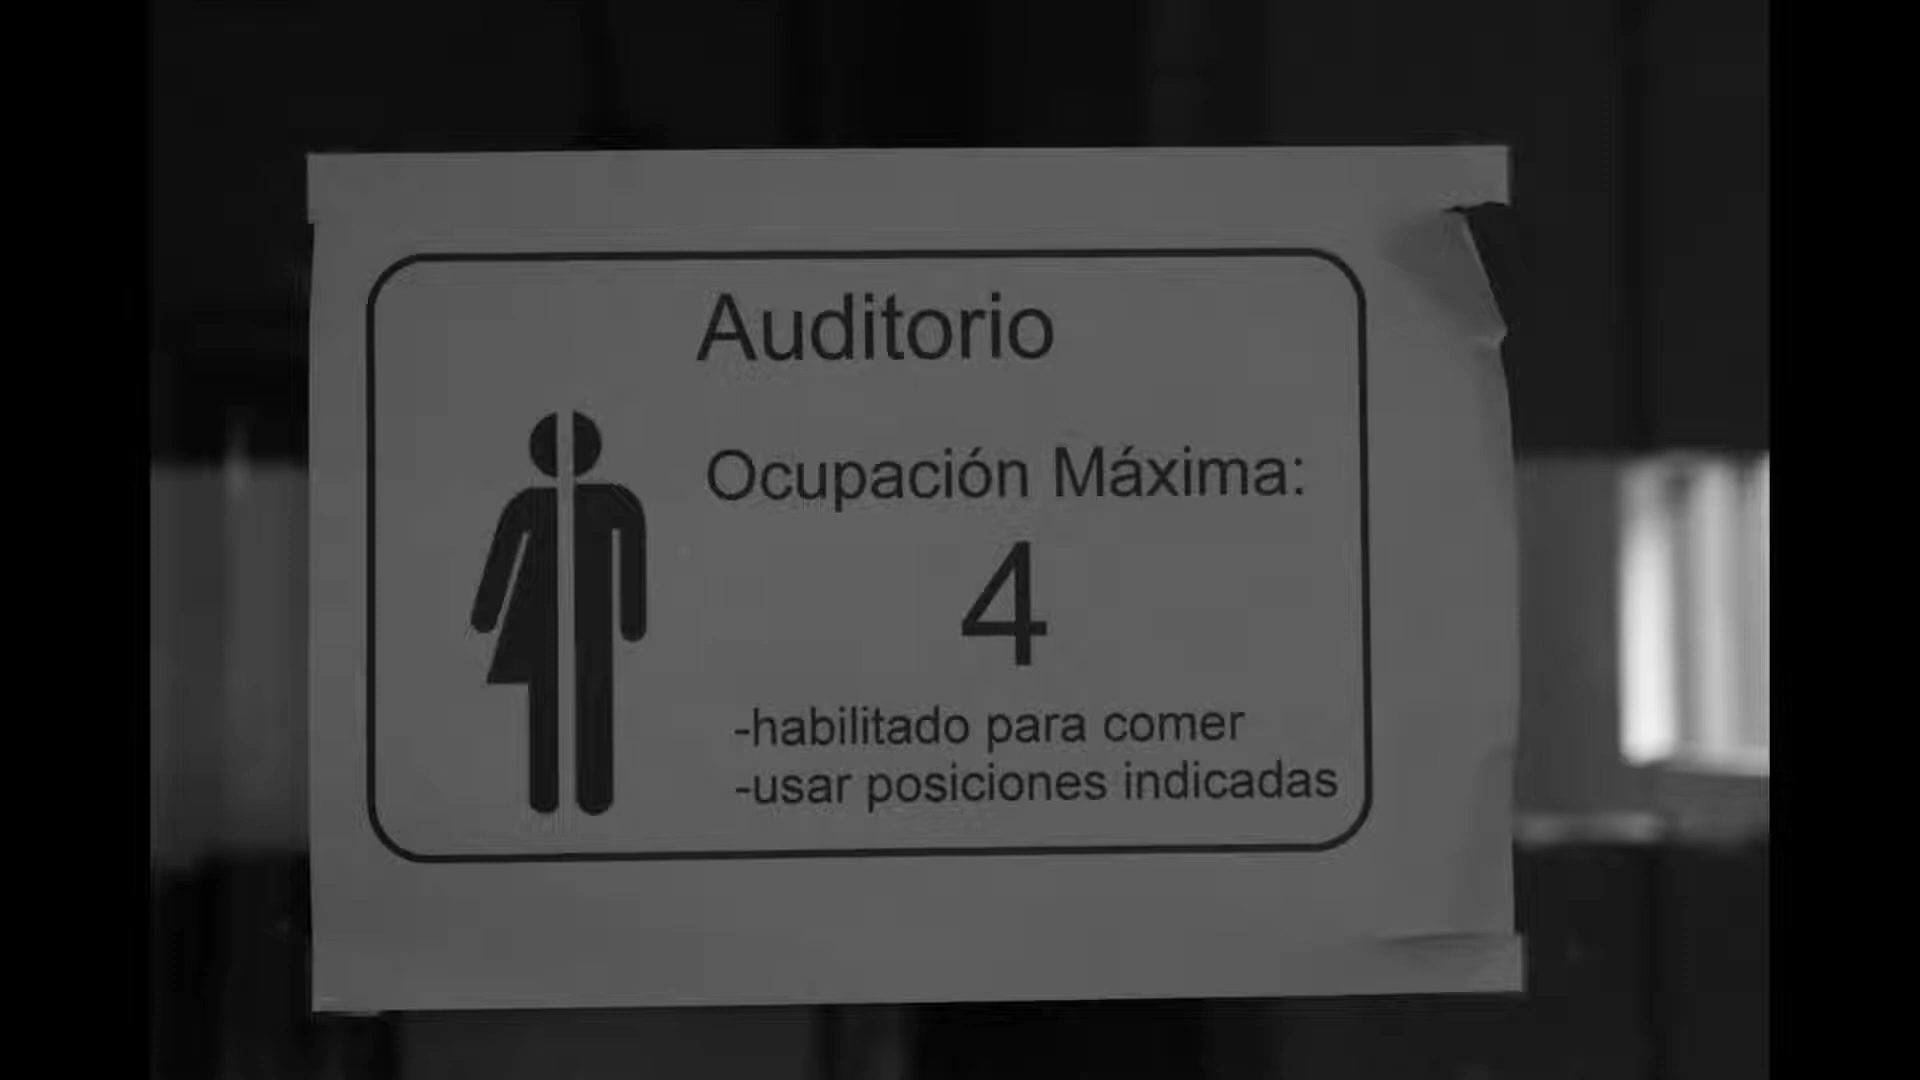 Auditorio
Ocupación Máxima:
4
-habilitado para comer
-usar posiciones indicadas